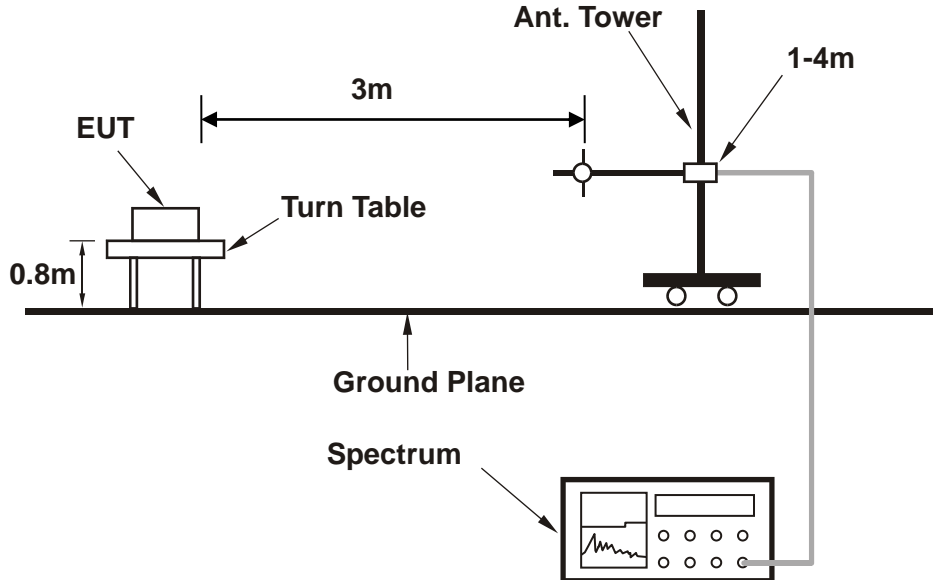 Ant. Tower
1-4m
3m
EUT
Turn Table
0.8m
Ground Plane
Spectrum